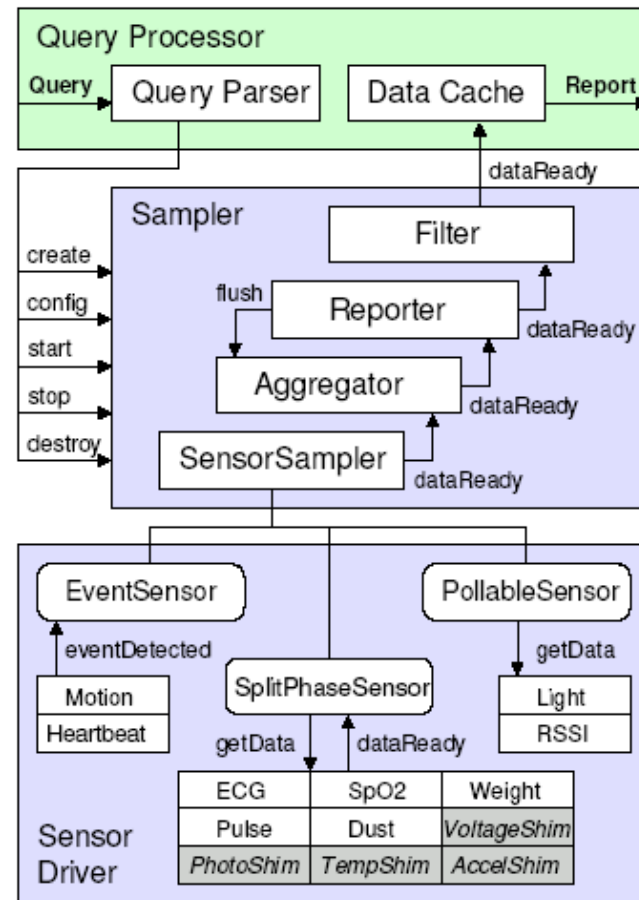 Query Processor
Query
Query Parser
Data Cache
Report
dataReady
Sampler
Filter
create
flush
config
Reporter
dataReady
start
Aggregator
stop
dataReady
destroy
SensorSampler
dataReady
EventSensor
PollableSensor
eventDetected
getData
SplitPhaseSensor
Motion
Light
Heartbeat
RSSI
getData
dataReady
ECG SpO2 Weight
Pulse Dust VoltageShim
PhotoShim TempShim AccelShim
Sensor
Driver